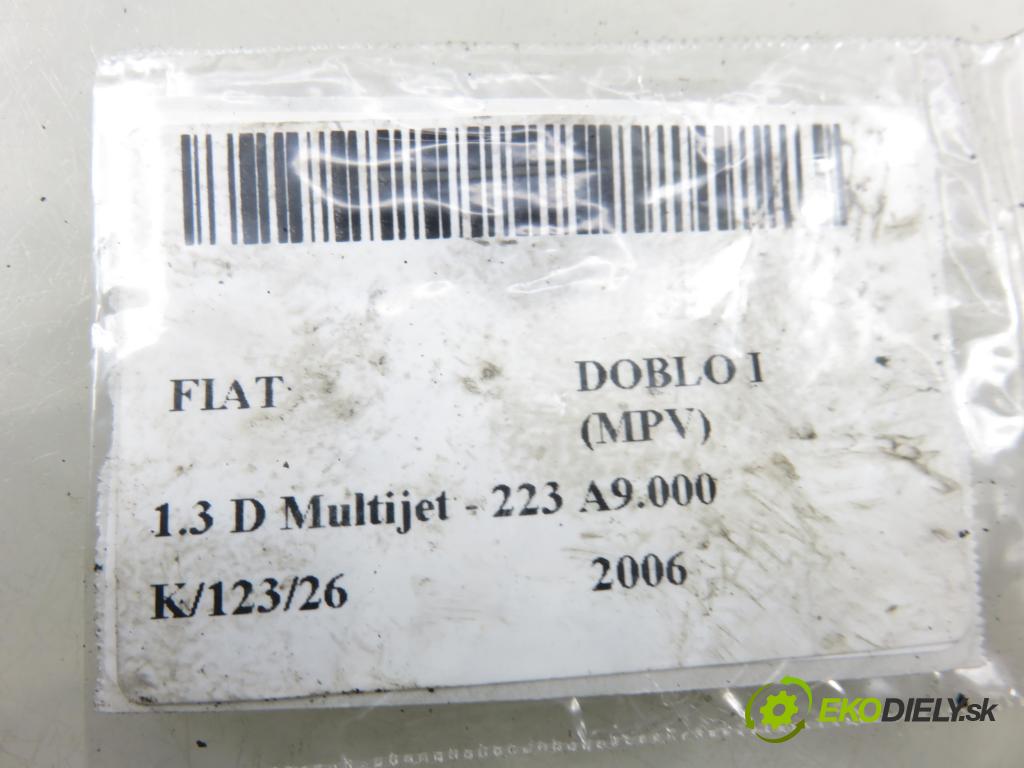 FIAT
DOBLO I
(MPV)
1.3 D Multijet - 223 A9.000
K/123/26
2006
EKODIELY.sk